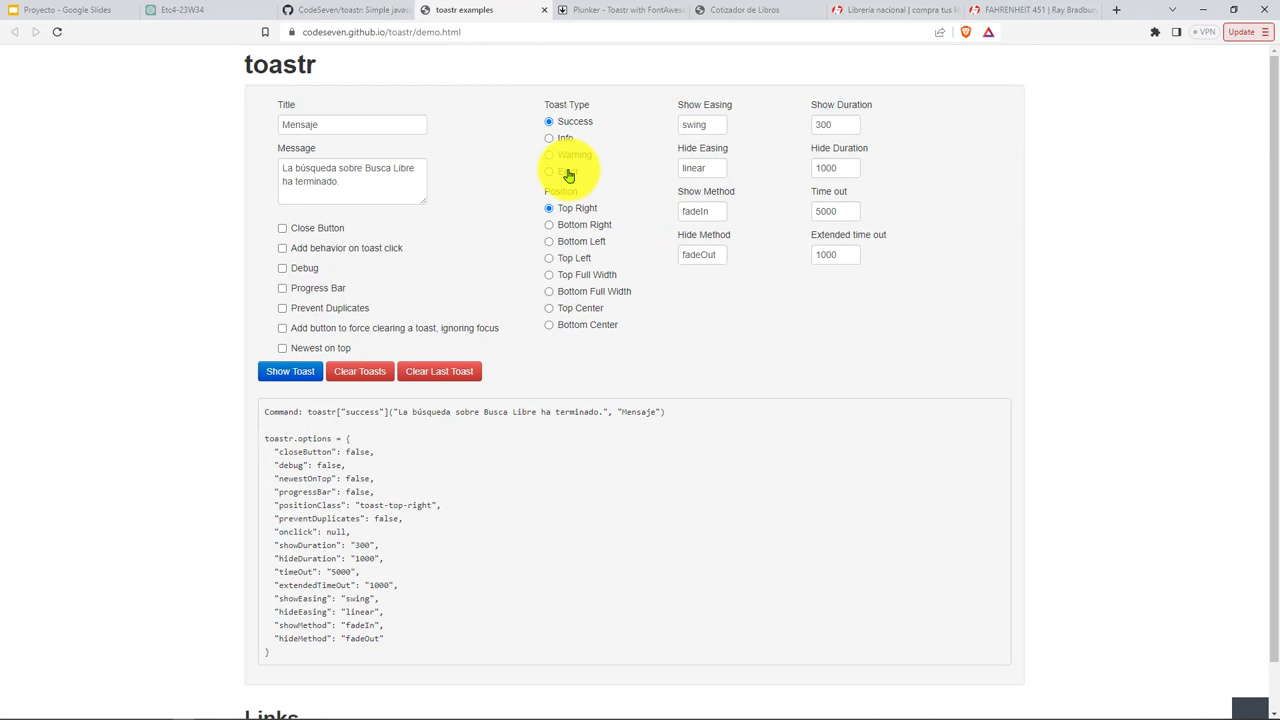 Proyecto - Google Slides
Etc4-23W34
CodeSeven/toastr: Simple javas
toastr examples
Plunker - Toastr with FontAwes
Cotizador de Libros
Librería nacional | compra tus l
FAHRENHEIT 451 | Ray Bradbury
codeseven.github.io/toastr/demo.html
VPN
Update
toastr
Title
Mensaje
Message
La búsqueda sobre Busca Libre
ha terminado.
Close Button
Add behavior on toast click
Debug
Progress Bar
Prevent Duplicates
Add button to force clearing a toast, ignoring focus
Newest on top
Toast Type
Success
Info
Warning
Error
Position
Top Right
Bottom Right
Bottom Left
Top Left
Top Full Width
Bottom Full Width
Top Center
Bottom Center
Show Easing
swing
Hide Easing
linear
Show Method
fadeIn
Hide Method
fadeOut
Show Duration
300
Hide Duration
1000
Time out
5000
Extended time out
1000
Show Toast
Clear Toasts
Clear Last Toast
Command: toastr["success"]("La búsqueda sobre Busca Libre ha terminado.", "Mensaje")
toastr.options = {
"closeButton": false,
"debug": false,
"newestOnTop": false,
"progressBar": false,
"positionClass": "toast-top-right",
"preventDuplicates": false,
"onclick": null,
"showDuration": "300",
"hideDuration": "1000",
"timeOut": "5000",
"extendedTimeOut": "1000",
"showEasing": "swing",
"hideEasing": "linear",
"showMethod": "fadeIn",
"hideMethod": "fadeOut"
}
Links